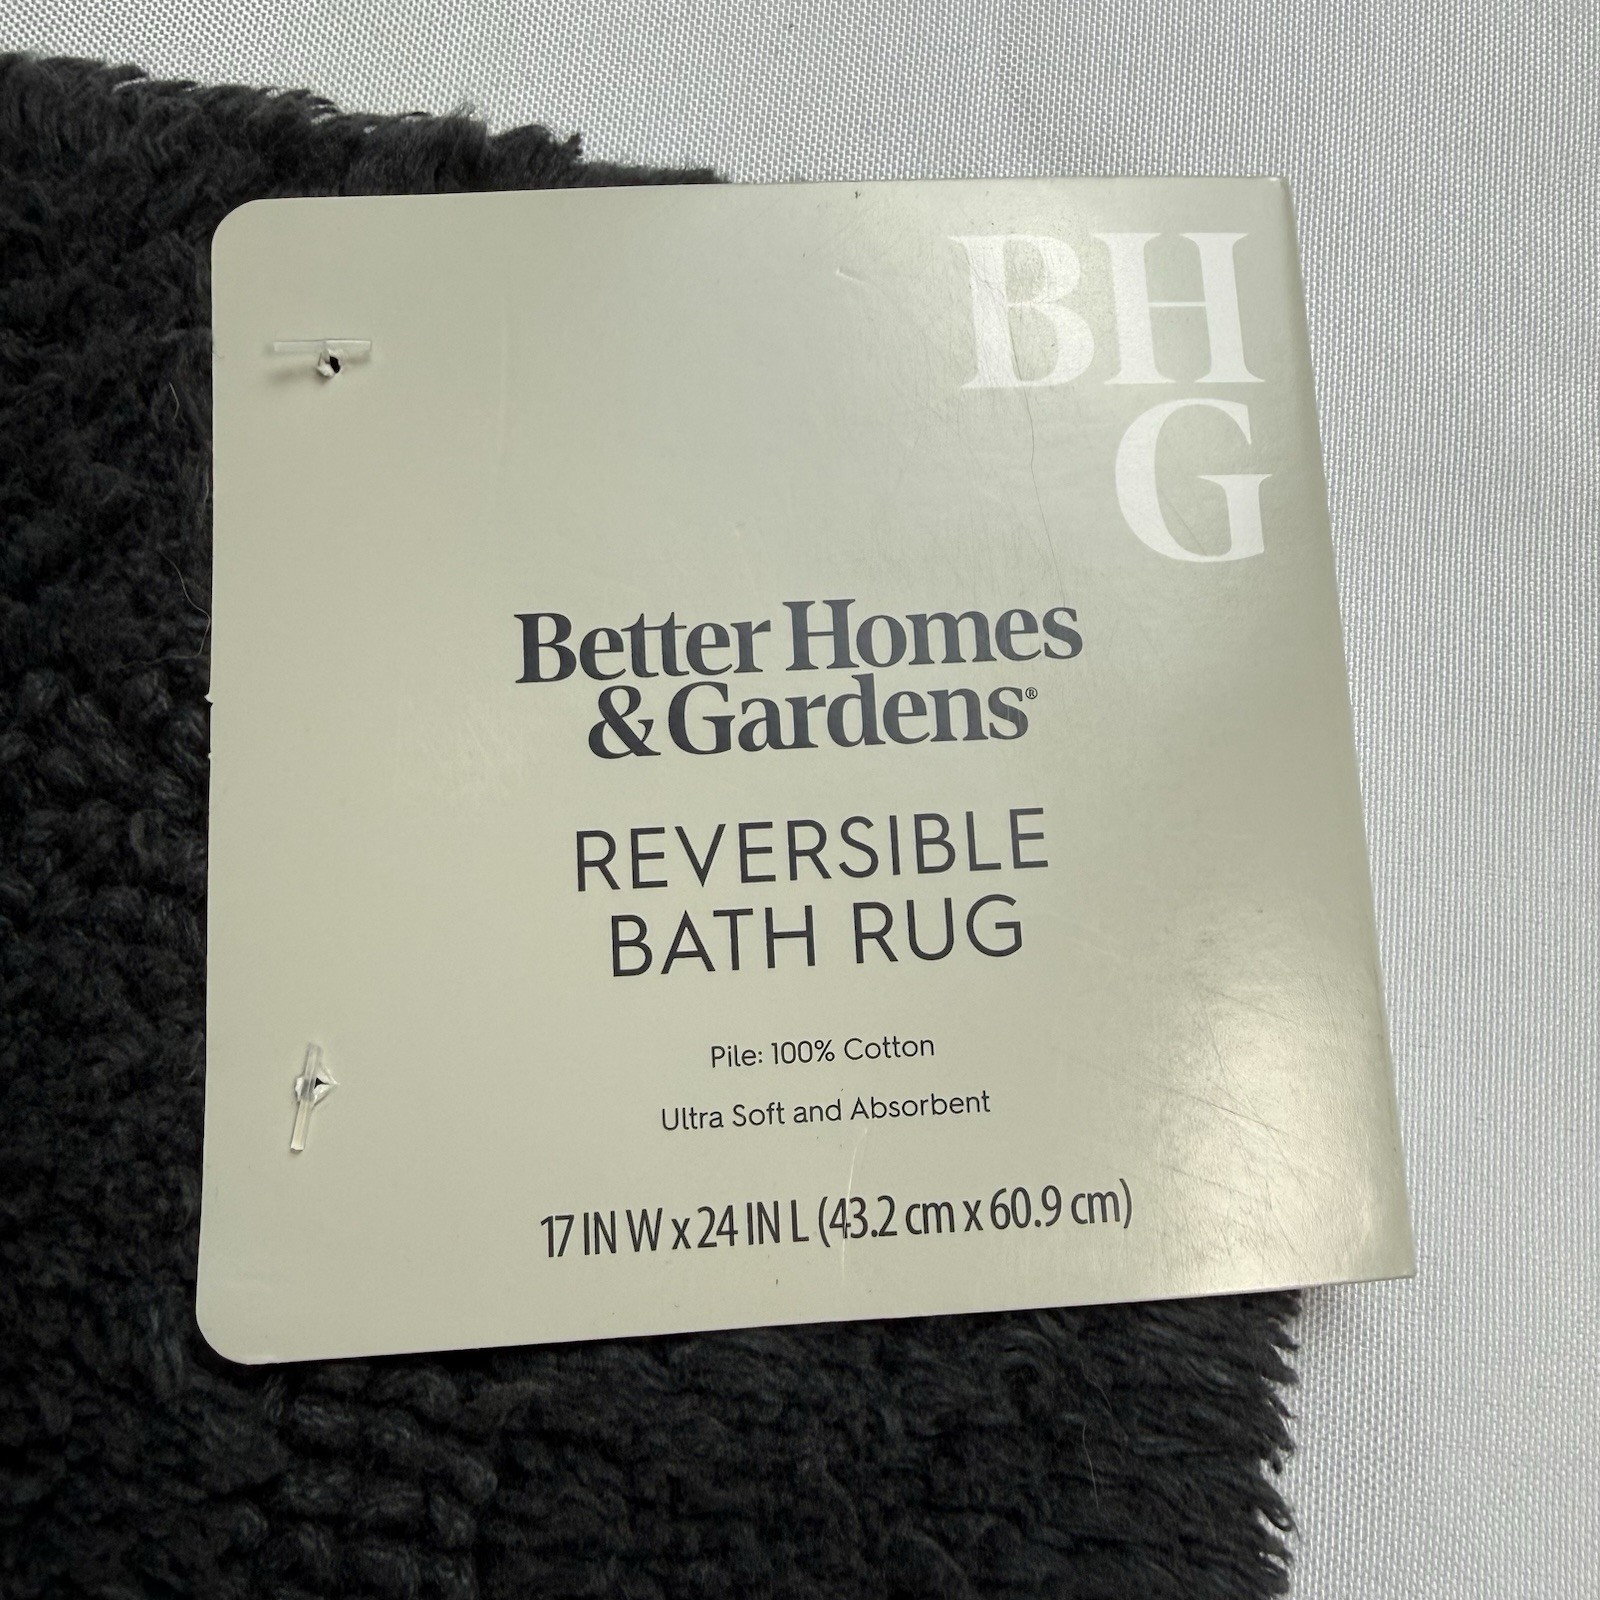 BH
G
Better Homes
& Gardens®
REVERSIBLE
BATH RUG
Pile: 100% Cotton
Ultra Soft and Absorbent
17 IN W x 24 IN L (43.2 cm x 60.9 cm)